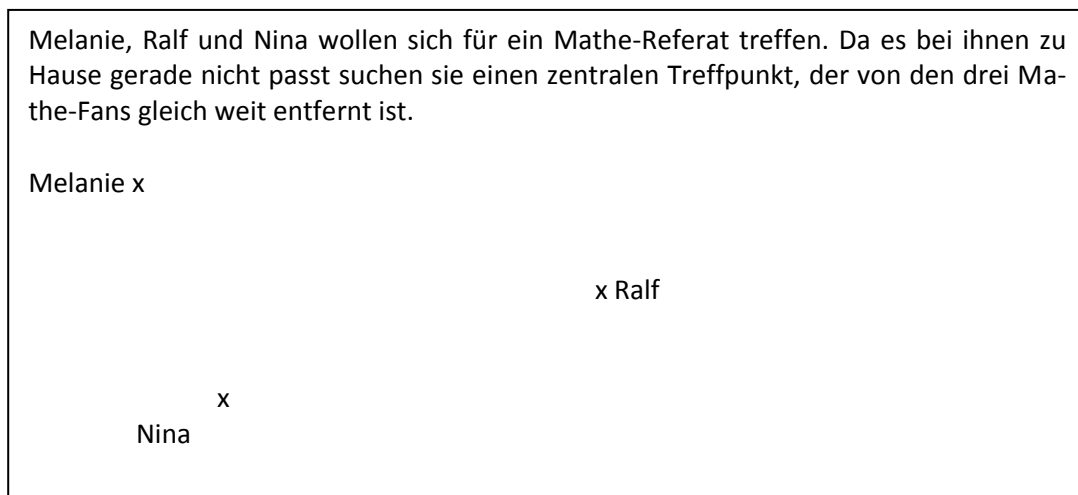 Melanie, Ralf und Nina wollen sich für ein Mathe-Referat treffen. Da es bei ihnen zu
Hause gerade nicht passt suchen sie einen zentralen Treffpunkt, der von den drei Ma-
the-Fans gleich weit entfernt ist.
Melanie x
x Ralf
x
Nina